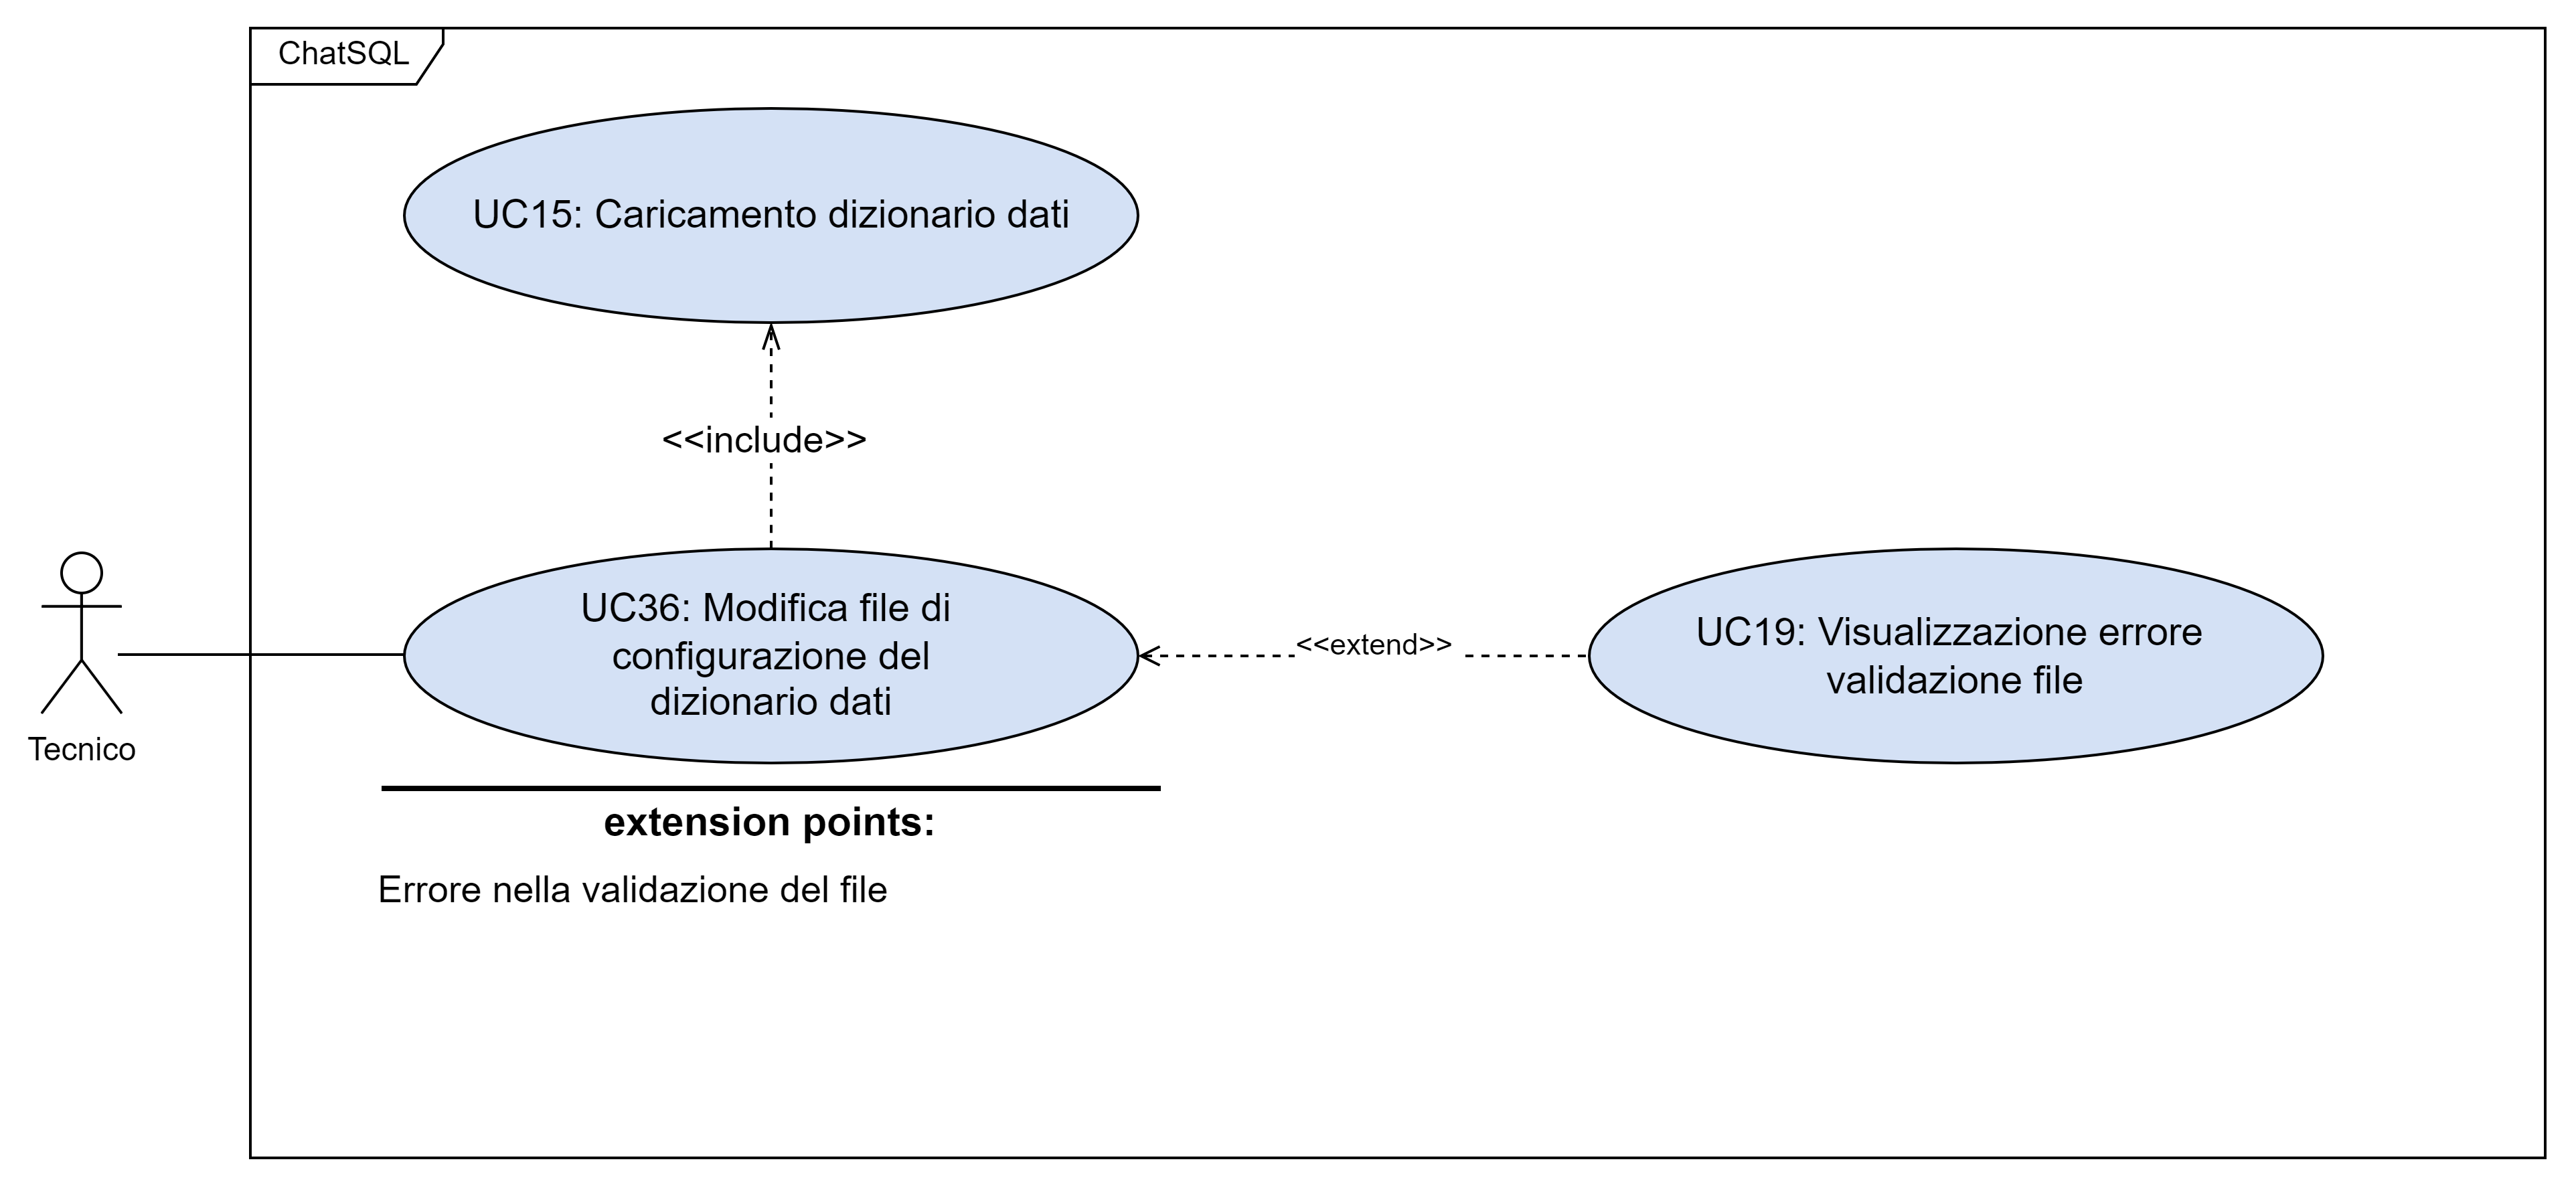 ChatSQL
UC15: Caricamento dizionario dati
<<include>>
UC36: Modifica file di
configurazione del
dizionario dati
<<extend>>
UC19: Visualizzazione errore
validazione file
Tecnico
extension points:
Errore nella validazione del file